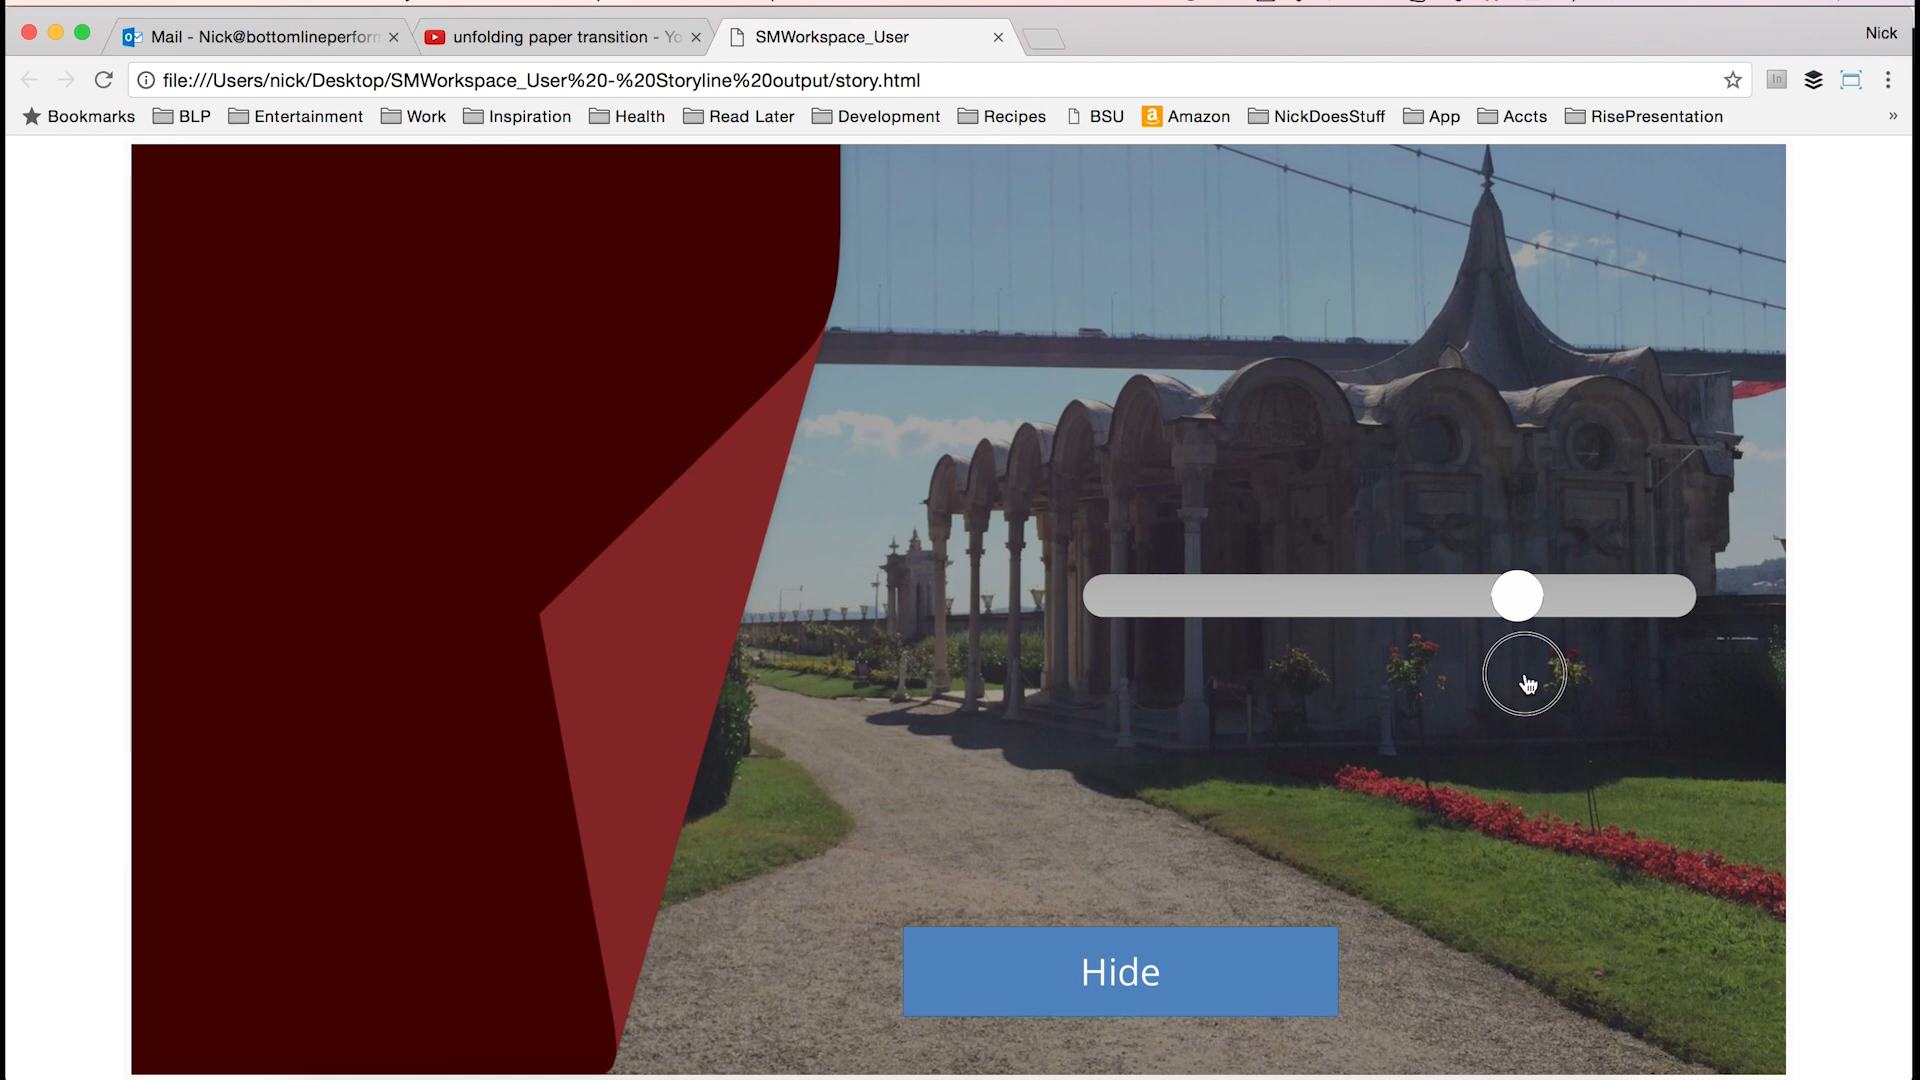 Mail - Nick@bottomlineperforn
unfolding paper transition - Yo
SMWorkspace_User
Nick
file:///Users/nick/Desktop/SMWorkspace_User%20-%20Storyline%20output/story.html
In
Bookmarks BLP Entertainment Work Inspiration Health Read Later Development Recipes BSU Amazon NickDoesStuff App Accts RisePresentation »
Hide